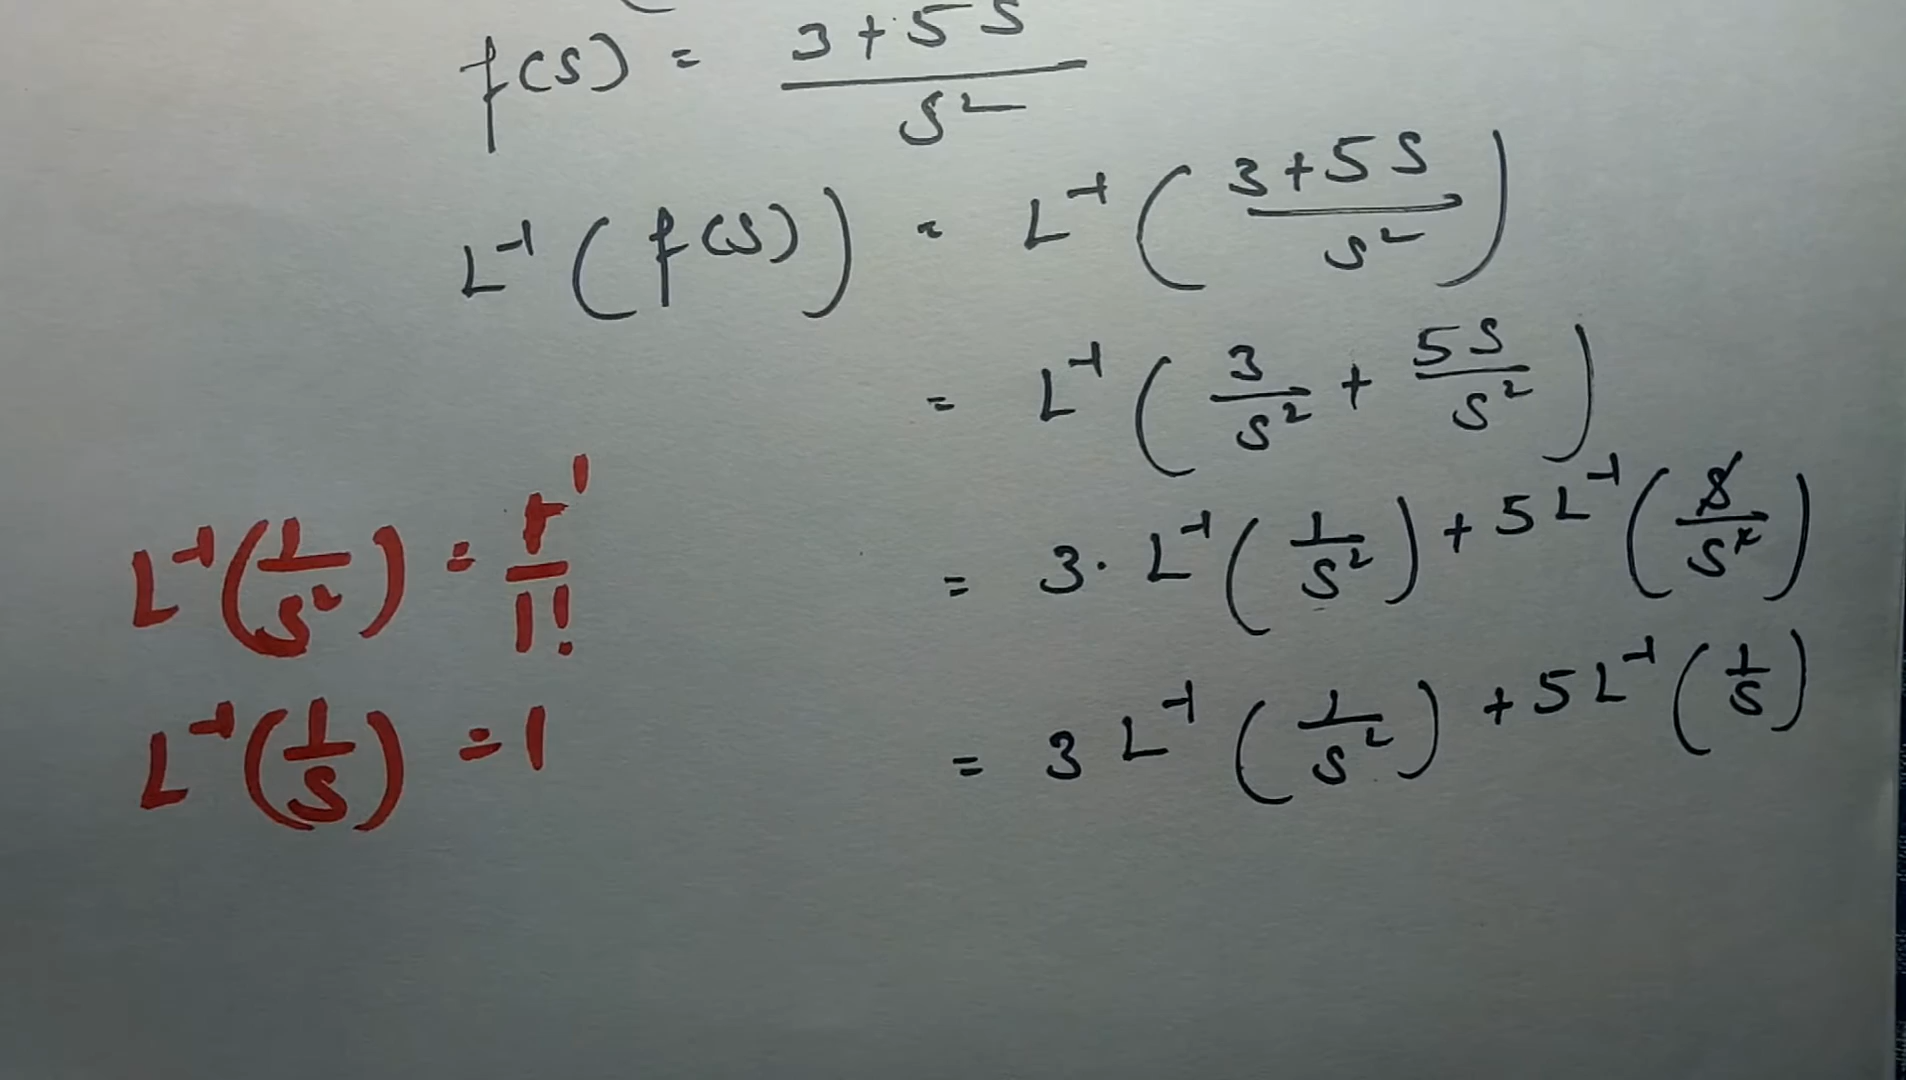 f(s) = (3+5s)/s²
L⁻¹(f(s)) = L⁻¹((3+5s)/s²)
= L⁻¹(3/s² + 5s/s²)
= 3. L⁻¹(1/s²) + 5L⁻¹(s/s²)
= 3 L⁻¹(1/s²) + 5L⁻¹(1/s)
L⁻¹(1/s²) = t¹/1!
L⁻¹(1/s) = 1